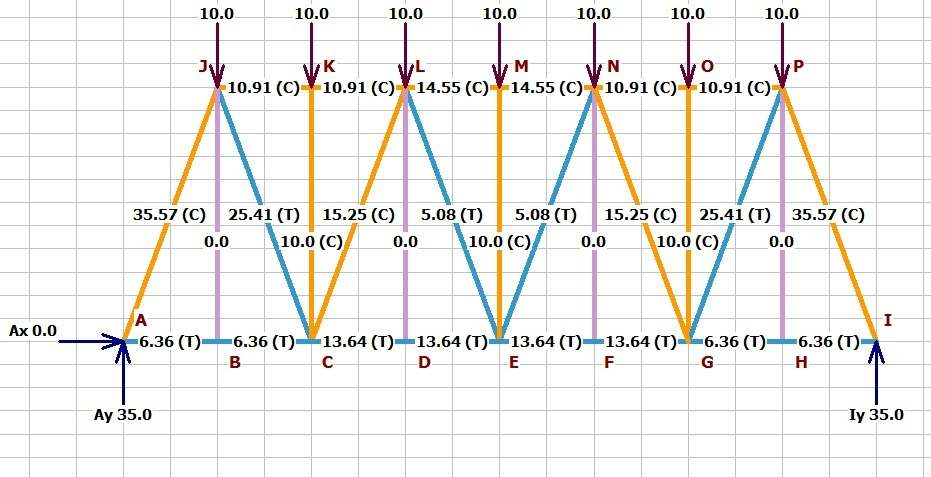 10.0 10.0 10.0 10.0 10.0 10.0 10.0
J K L M N O P
10.91 (C) 10.91 (C) 14.55 (C) 14.55 (C) 10.91 (C) 10.91 (C)
35.57 (C) 25.41 (T) 15.25 (C) 5.08 (T) 5.08 (T) 15.25 (C) 25.41 (T) 35.57 (C)
0.0 10.0 (C) 0.0 10.0 (C) 0.0 10.0 (C) 0.0
A I
Ax 0.0
6.36 (T) 6.36 (T) 13.64 (T) 13.64 (T) 13.64 (T) 13.64 (T) 6.36 (T) 6.36 (T)
B C D E F G H
Ay 35.0 Iy 35.0